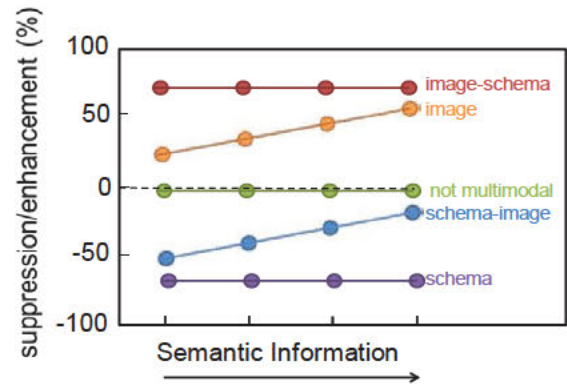 suppression/enhancement (%)
100
50
0
-50
-100
image-schema
image
not multimodal
schema-image
schema
Semantic Information